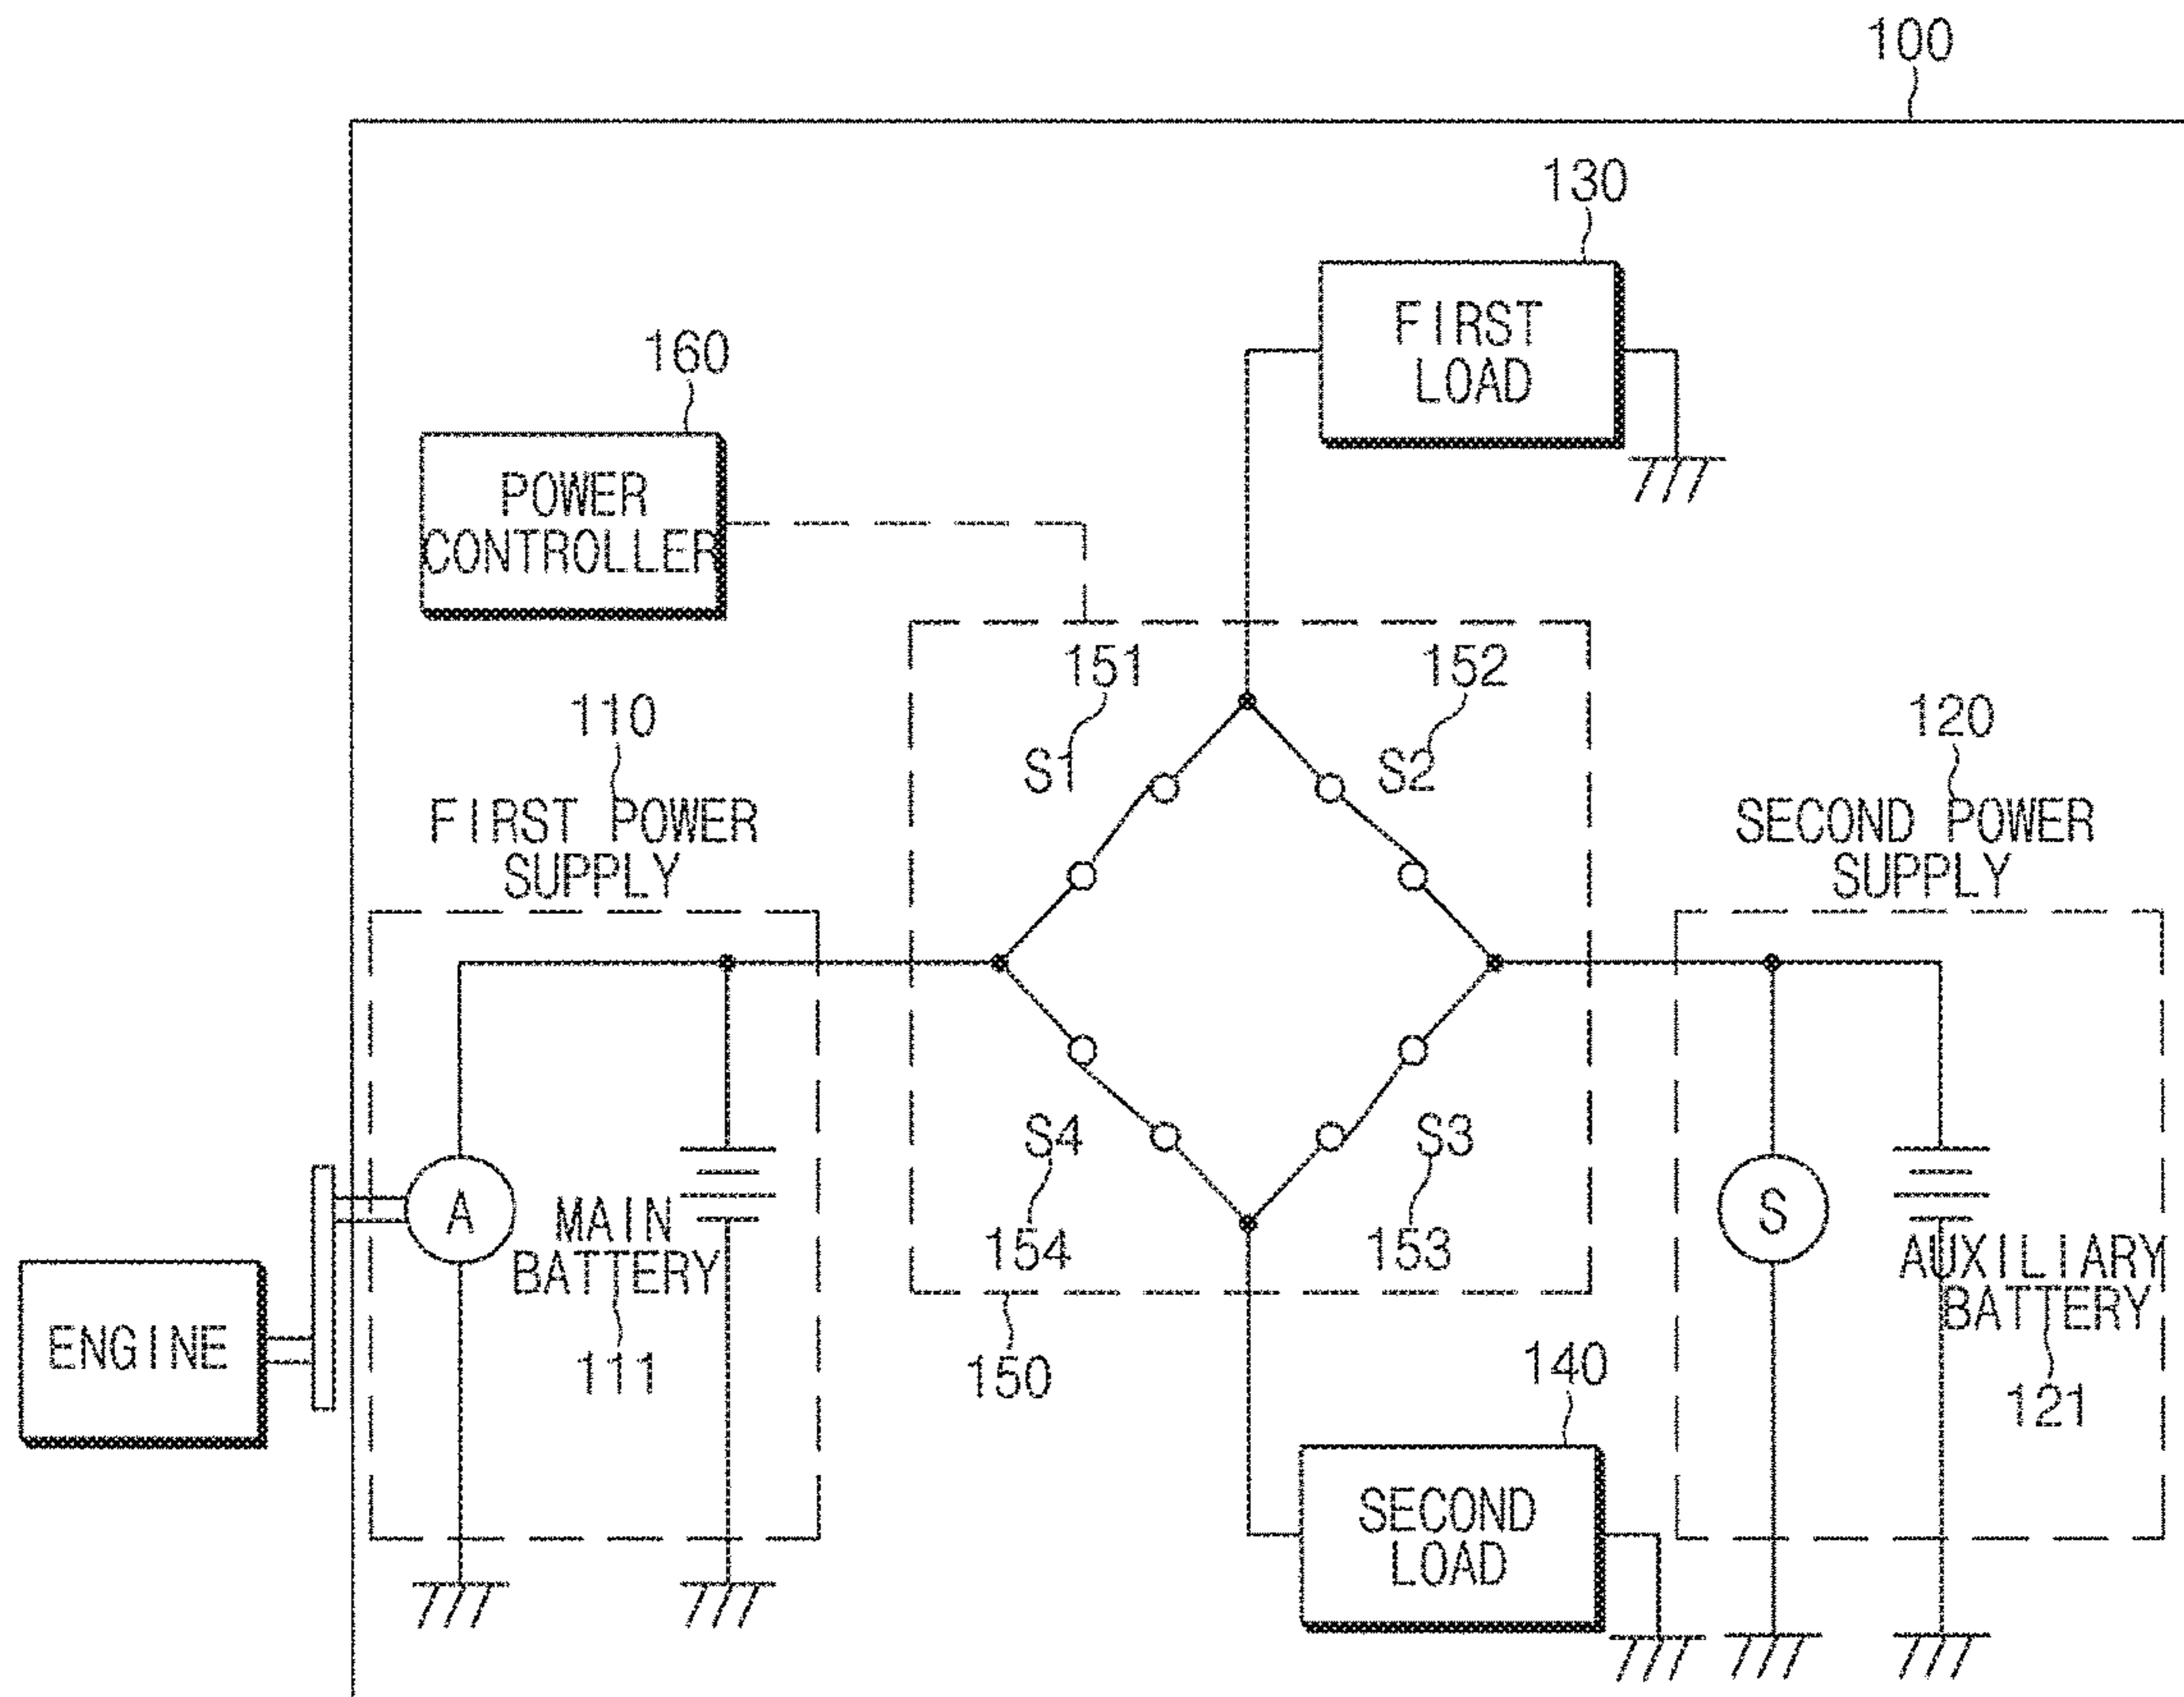 100
130
FIRST
LOAD
160
POWER
CONTROLLER
151
152
S1
S2
110
FIRST POWER
SUPPLY
120
SECOND POWER
SUPPLY
S4
S3
154
153
A
MAIN
BATTERY
111
S
AUXILIARY
BATTERY
121
ENGINE
150
140
SECOND
LOAD